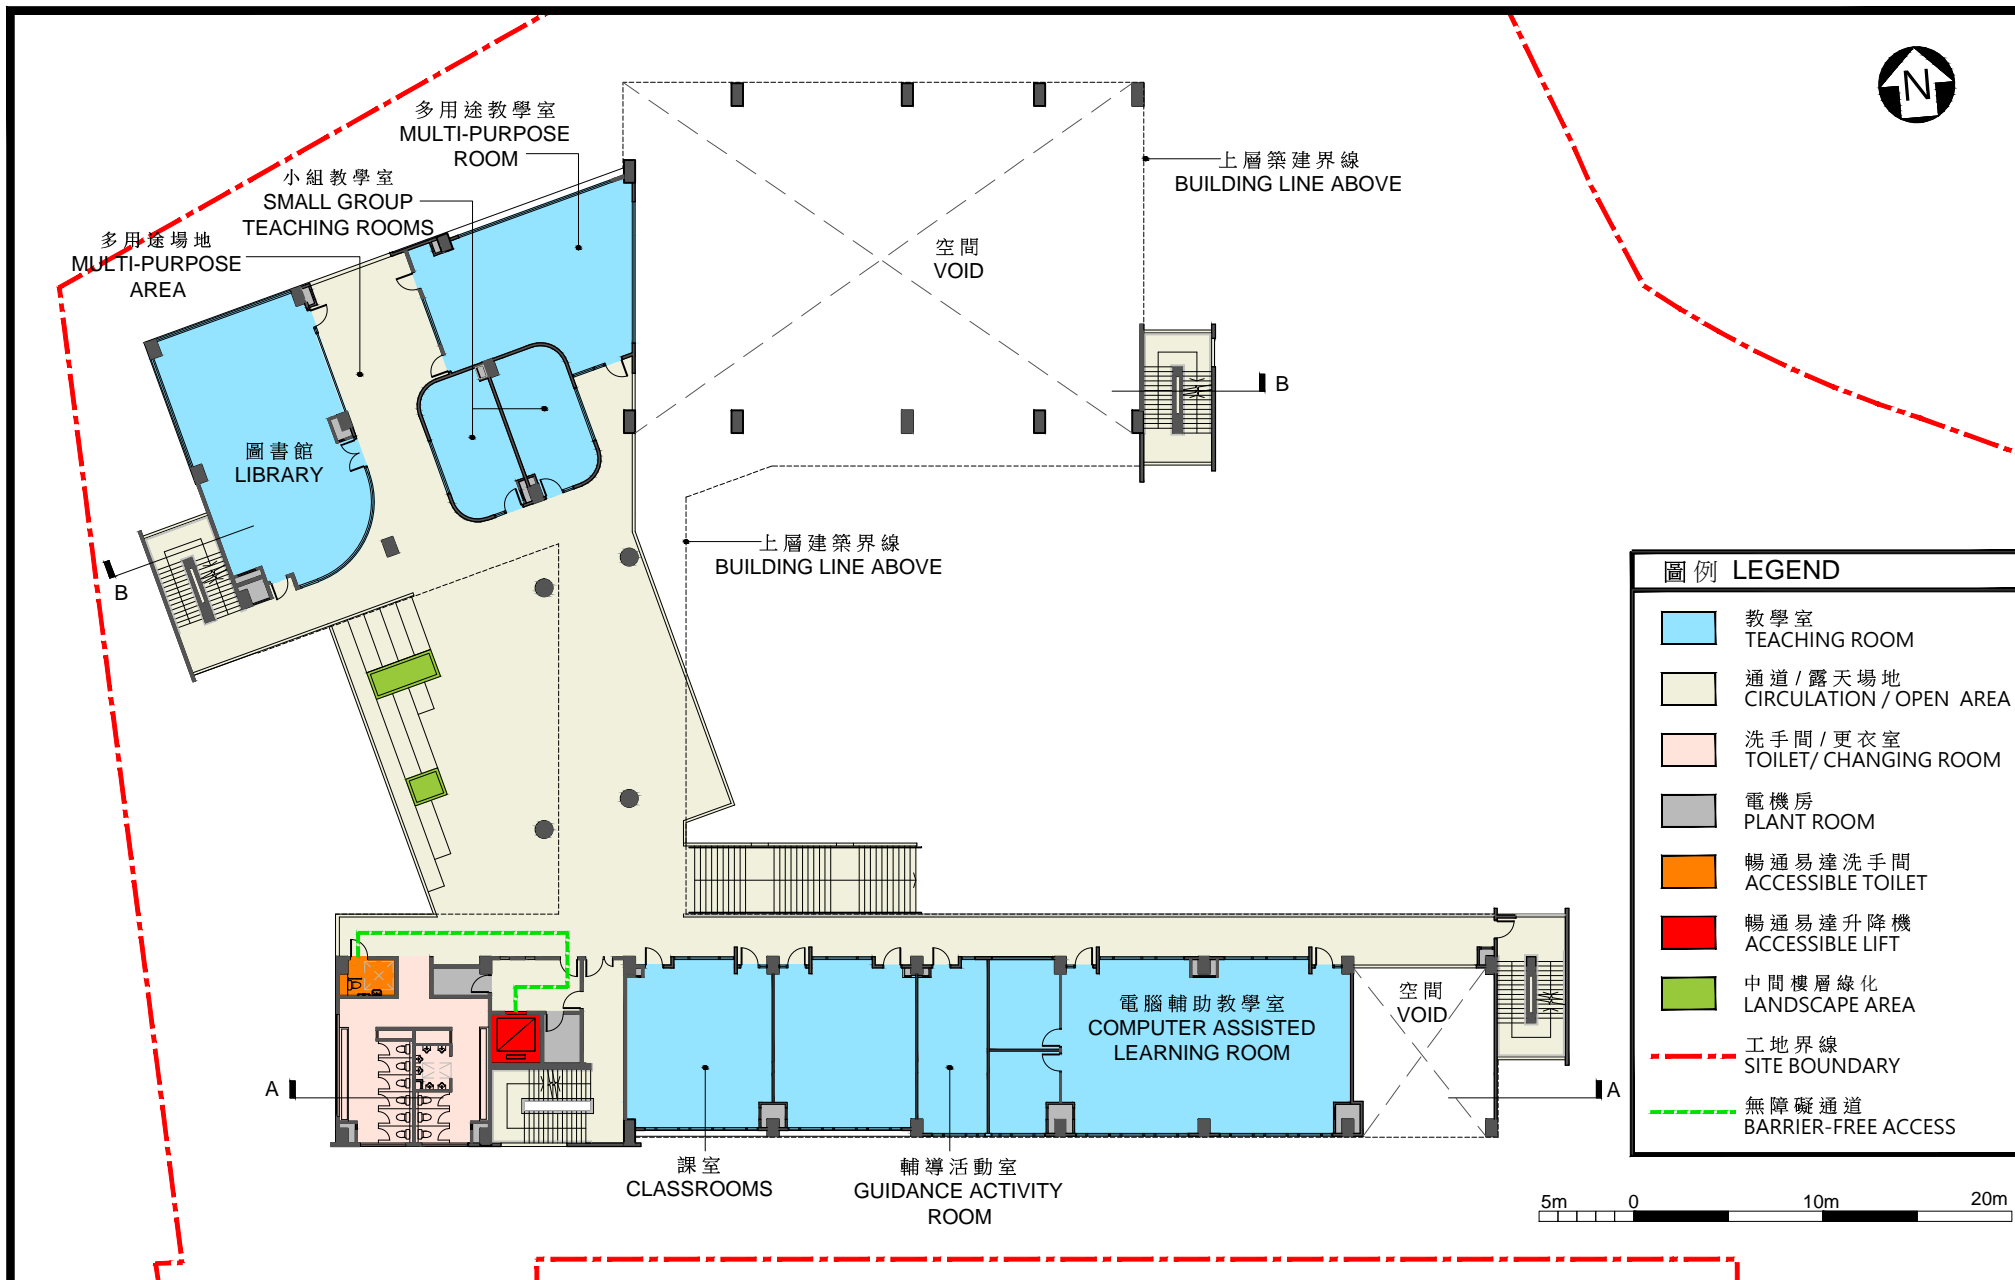 N
多用途教學室
MULTI-PURPOSE
ROOM
小組教學室
SMALL GROUP
TEACHING ROOMS
多用途場地
MULTI-PURPOSE
AREA
上層築建界線
BUILDING LINE ABOVE
空間
VOID
B
圖書館
LIBRARY
上層建築界線
BUILDING LINE ABOVE
B
圖例 LEGEND
教學室
TEACHING ROOM
通道 / 露天場地
CIRCULATION / OPEN AREA
洗手間 / 更衣室
TOILET/ CHANGING ROOM
電機房
PLANT ROOM
暢通易達洗手間
ACCESSIBLE TOILET
暢通易達升降機
ACCESSIBLE LIFT
中間樓層綠化
LANDSCAPE AREA
工地界線
SITE BOUNDARY
無障礙通道
BARRIER-FREE ACCESS
電腦輔助教學室
COMPUTER ASSISTED
LEARNING ROOM
空間
VOID
A
A
課室
CLASSROOMS
輔導活動室
GUIDANCE ACTIVITY
ROOM
5m 0 10m 20m